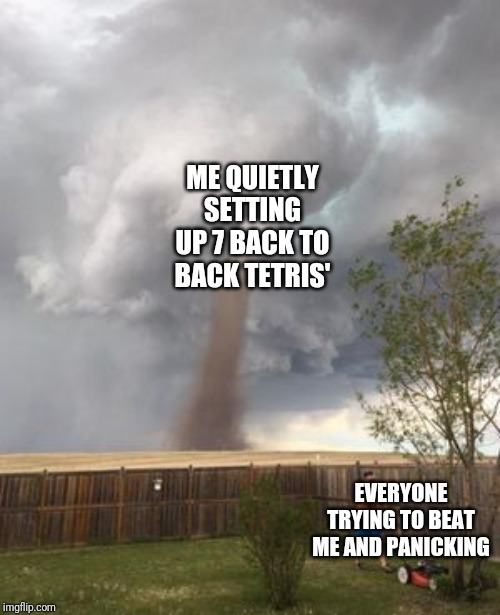 ME QUIETLY
SETTING
UP 7 BACK TO
BACK TETRIS'
EVERYONE
TRYING TO BEAT
ME AND PANICKING
imgflip.com